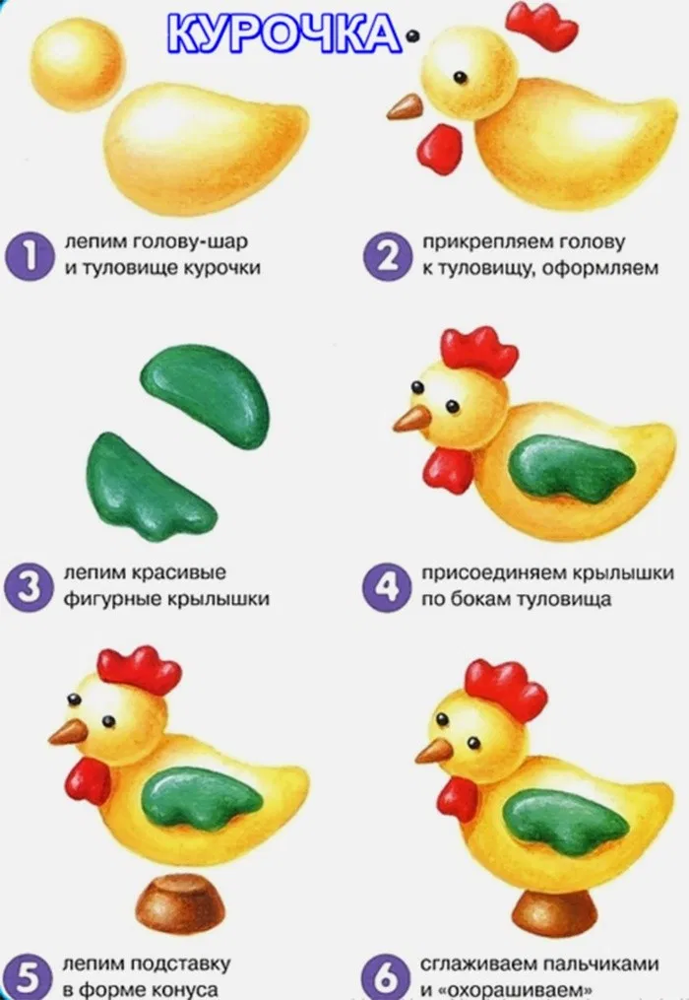 КУРОЧКА
1 лепим голову-шар
и туловище курочки
2 прикрепляем голову
к туловищу, оформляем
3 лепим красивые
фигурные крылышки
4 присоединяем крылышки
по бокам туловища
5 лепим подставку
в форме конуса
6 сглаживаем пальчиками
и «охорашиваем»